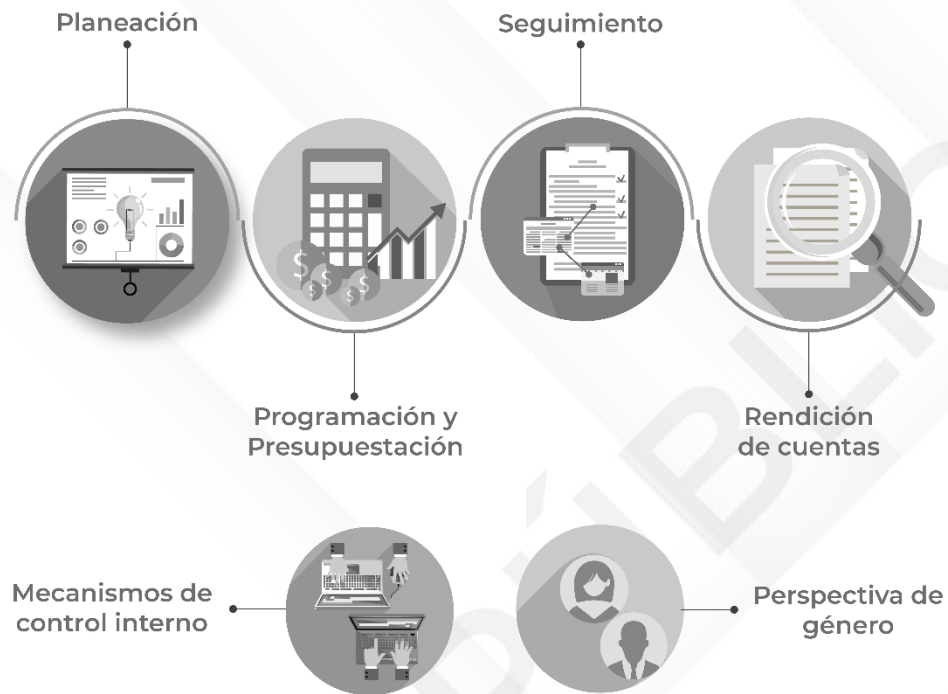 Planeación
Seguimiento
Programación y
Presupuestación
Rendición
de cuentas
Mecanismos de
control interno
Perspectiva de
género